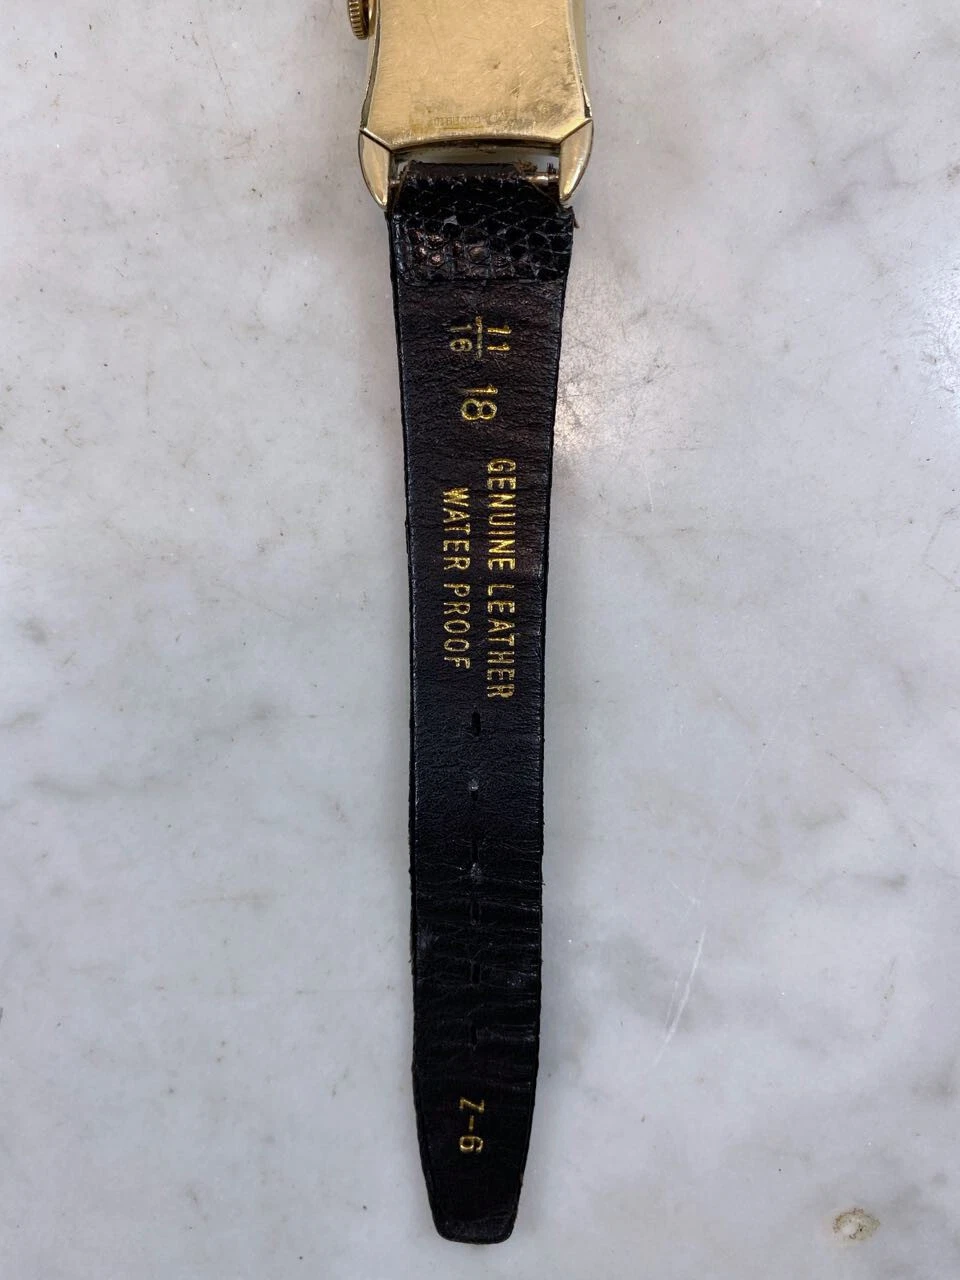 11
16
18
GENUINE LEATHER
WATER PROOF
Z-6